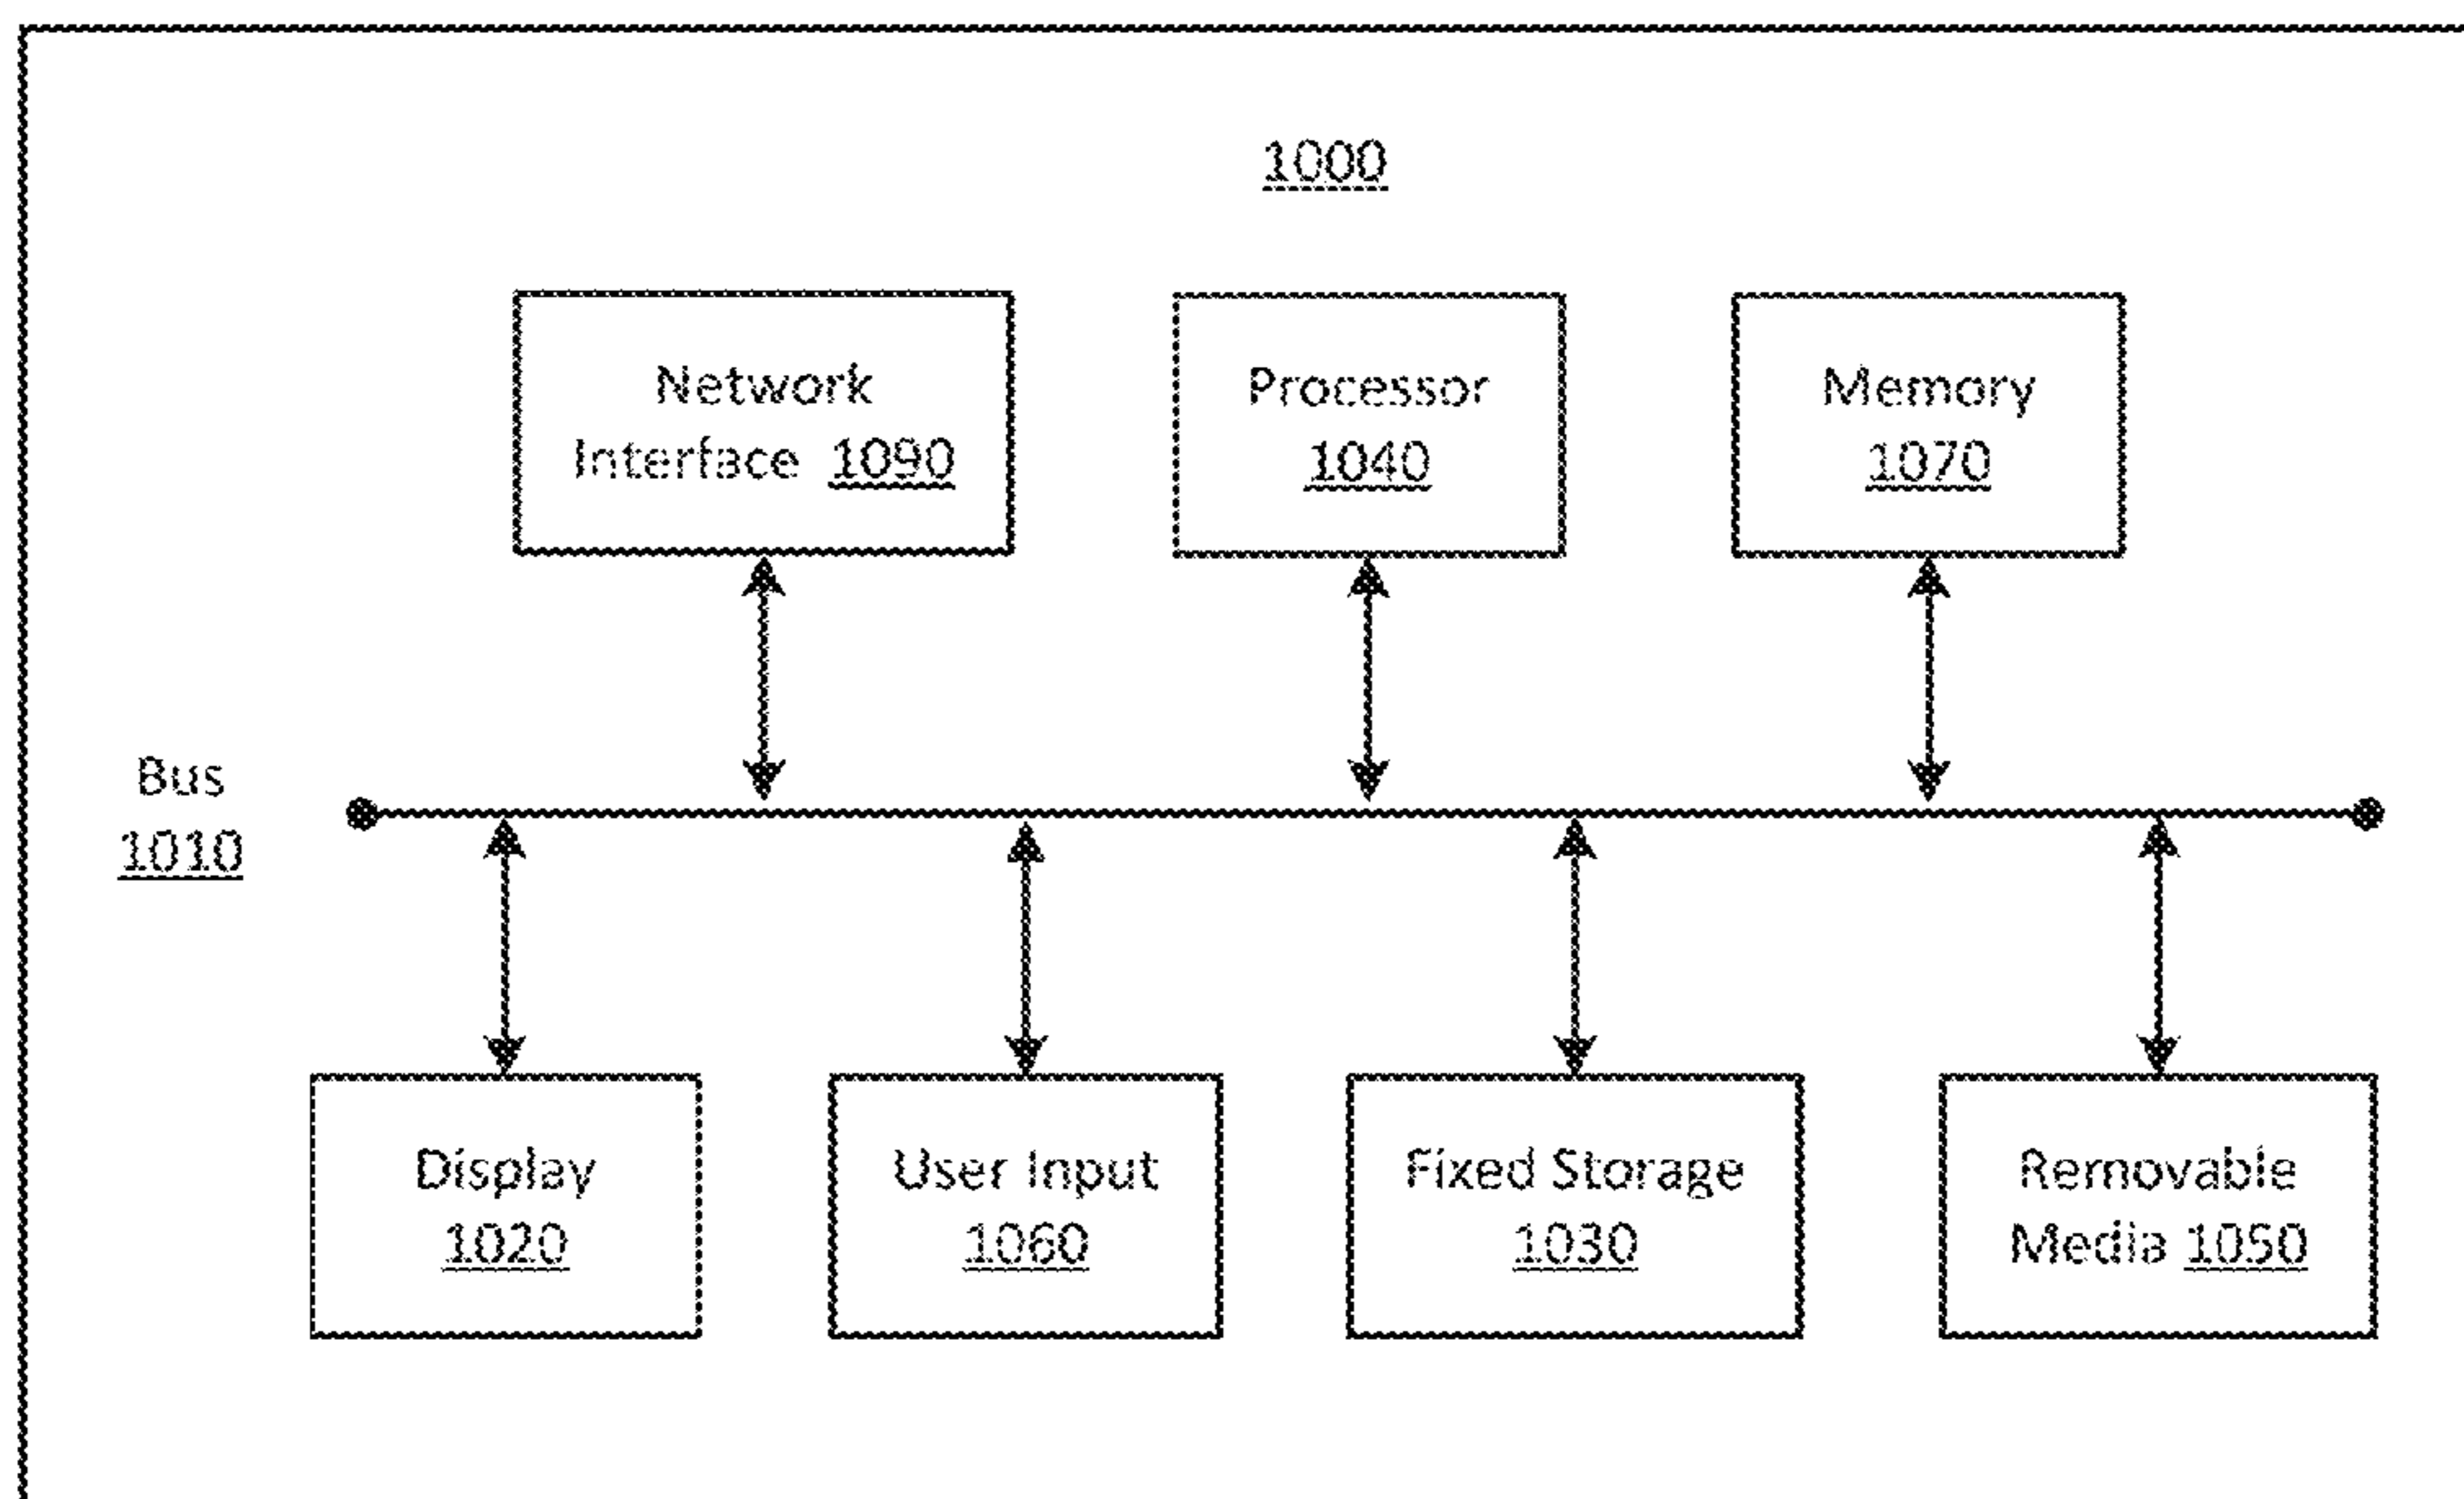 1000
Network
Interface 1090
Processor
1040
Memory
1070
Bus
1010
Display
1020
User Input
1060
Fixed Storage
1030
Removable
Media 1050